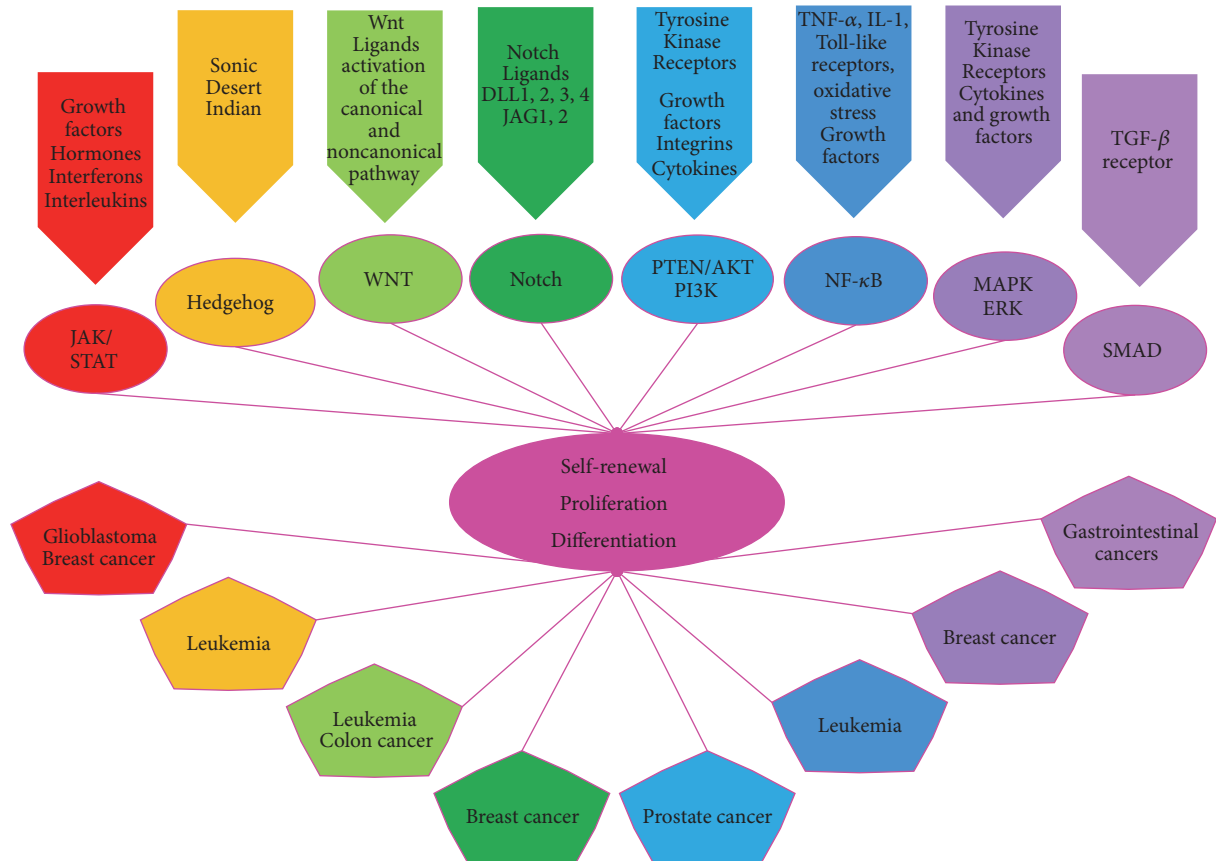 Growth
factors
Hormones
Interferons
Interleukins
Sonic
Desert
Indian
Wnt
Ligands
activation
of the
canonical
and
noncanonical
pathway
Notch
Ligands
DLL1, 2, 3, 4
JAG1, 2
Tyrosine
Kinase
Receptors
Growth
factors
Integrins
Cytokines
TNF-α, IL-1,
Toll-like
receptors,
oxidative
stress
Growth
factors
Tyrosine
Kinase
Receptors
Cytokines
and growth
factors
TGF-β
receptor
JAK/
STAT
Hedgehog
WNT
Notch
PTEN/AKT
PI3K
NF-κB
MAPK
ERK
SMAD
Self-renewal
Proliferation
Differentiation
Glioblastoma
Breast cancer
Leukemia
Leukemia
Colon cancer
Breast cancer
Prostate cancer
Leukemia
Breast cancer
Gastrointestinal
cancers